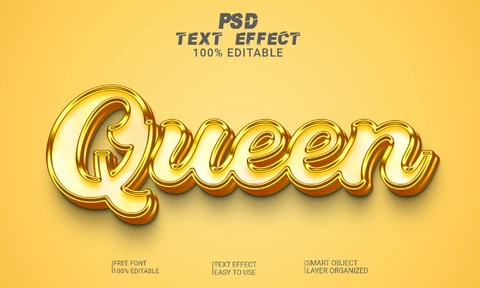 PSD
TEXT EFFECT
100% EDITABLE
Queen
FREE FONT
100% EDITABLE
TEXT EFFECT
EASY TO USE
SMART OBJECT
LAYER ORGANIZED